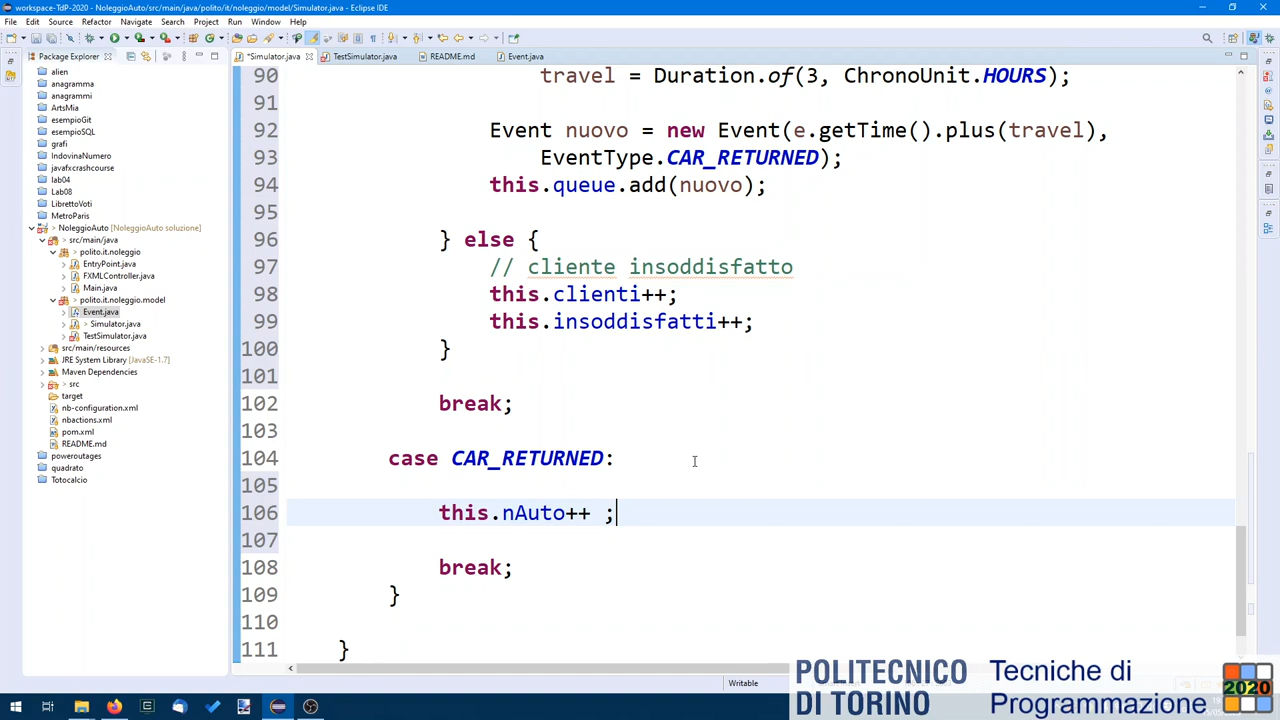 workspace-TdP-2020 - NoleggioAuto/src/main/java/polito/it/noleggio/model/Simulator.java - Eclipse IDE
File Edit Source Refactor Navigate Search Project Run Window Help
Package Explorer
*Simulator.java TestSimulator.java README.md Event.java
alien
anagramma
anagrammi
ArtsMia
esempioGit
esempioSQL
grafi
IndovinaNumero
javafxcrashcourse
lab04
Lab08
LibrettoVoti
MetroParis
NoleggioAuto [NoleggioAuto soluzione]
src/main/java
polito.it.noleggio
EntryPoint.java
FXMLController.java
Main.java
polito.it.noleggio.model
Event.java
> Simulator.java
TestSimulator.java
src/main/resources
JRE System Library [JavaSE-1.7]
Maven Dependencies
src
target
nb-configuration.xml
nbactions.xml
pom.xml
README.md
poweroutages
quadrato
Totocalcio
90 travel = Duration.of(3, ChronoUnit.HOURS);
91
92 Event nuovo = new Event(e.getTime().plus(travel),
93 EventType.CAR_RETURNED);
94 this.queue.add(nuovo);
95
96 } else {
97 // cliente insoddisfatto
98 this.clienti++;
99 this.insoddisfatti++;
100 }
101
102 break;
103
104 case CAR_RETURNED:
105
106 this.nAuto++ ;
107
108 break;
109 }
110
111 }
Writable
POLITECNICO
DI TORINO
Tecniche di
Programmazione
2020